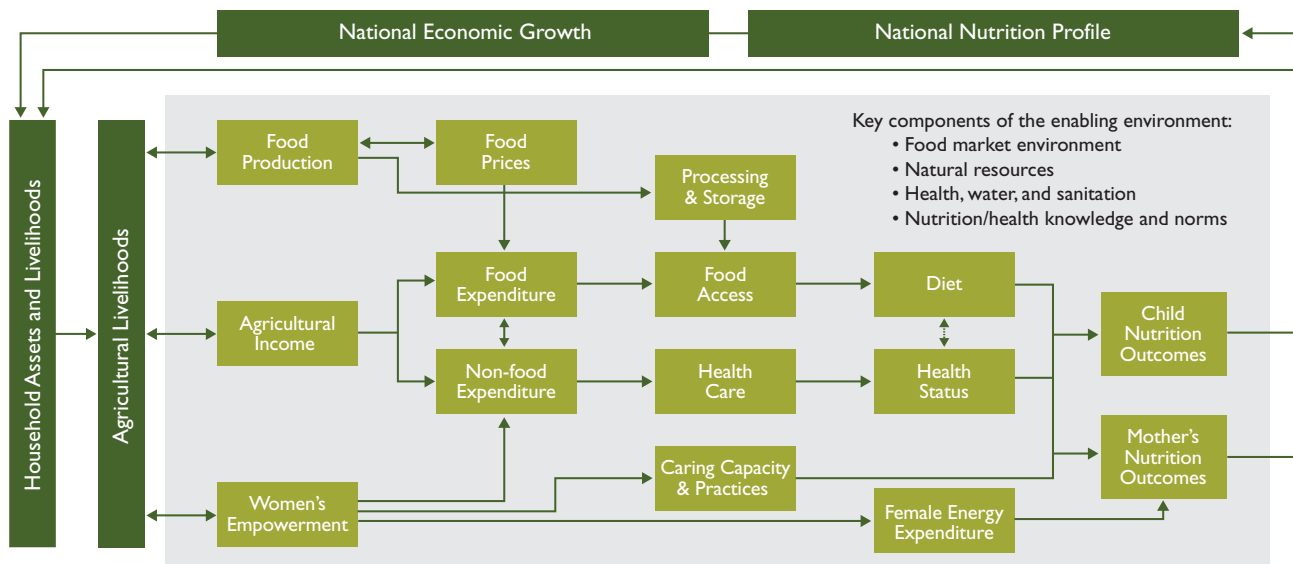 National Economic Growth
National Nutrition Profile
Household Assets and Livelihoods
Agricultural Livelihoods
Key components of the enabling environment:
• Food market environment
• Natural resources
• Health, water, and sanitation
• Nutrition/health knowledge and norms
Food
Production
Food
Prices
Processing
& Storage
Food
Expenditure
Food
Access
Diet
Agricultural
Income
Child
Nutrition
Outcomes
Non-food
Expenditure
Health
Care
Health
Status
Mother's
Nutrition
Outcomes
Caring Capacity
& Practices
Women's
Empowerment
Female Energy
Expenditure